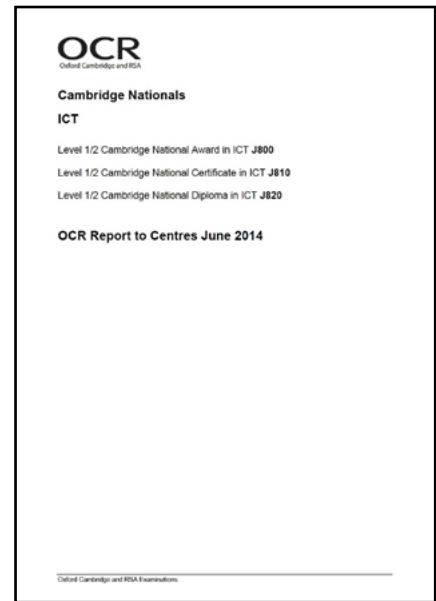 OCR
Oxford Cambridge and RSA
Cambridge Nationals
ICT
Level 1/2 Cambridge National Award in ICT J800
Level 1/2 Cambridge National Certificate in ICT J810
Level 1/2 Cambridge National Diploma in ICT J820
OCR Report to Centres June 2014
Oxford Cambridge and RSA Examinations